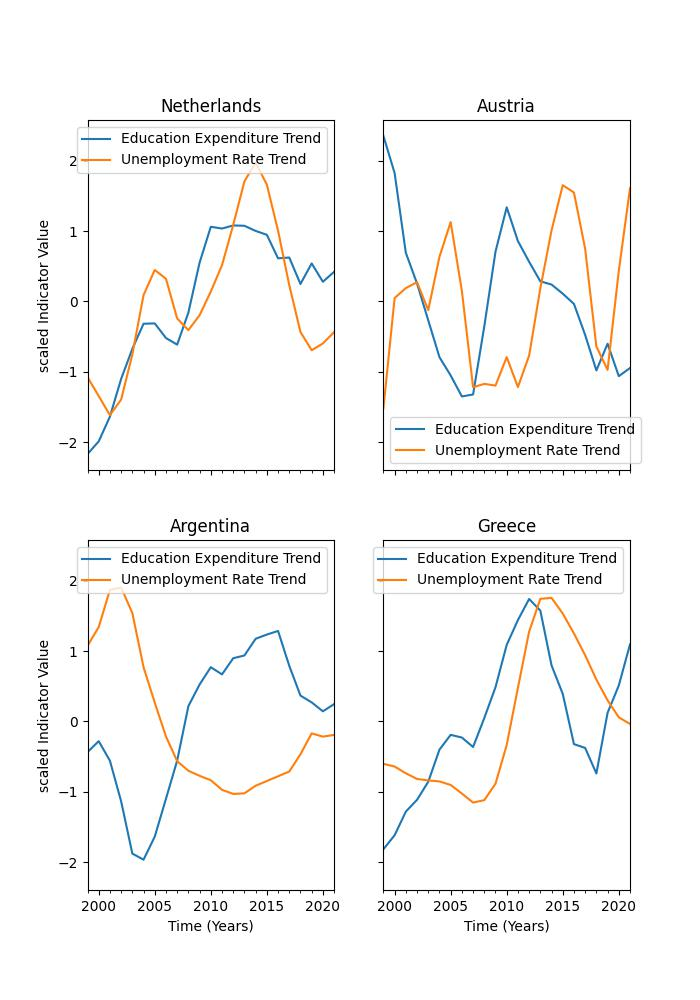 Netherlands
Education Expenditure Trend
Unemployment Rate Trend
2
1
0
−1
−2
scaled Indicator Value
Austria
Education Expenditure Trend
Unemployment Rate Trend
Argentina
Education Expenditure Trend
Unemployment Rate Trend
2
1
0
−1
−2
scaled Indicator Value
2000 2005 2010 2015 2020
Time (Years)
Greece
Education Expenditure Trend
Unemployment Rate Trend
2000 2005 2010 2015 2020
Time (Years)